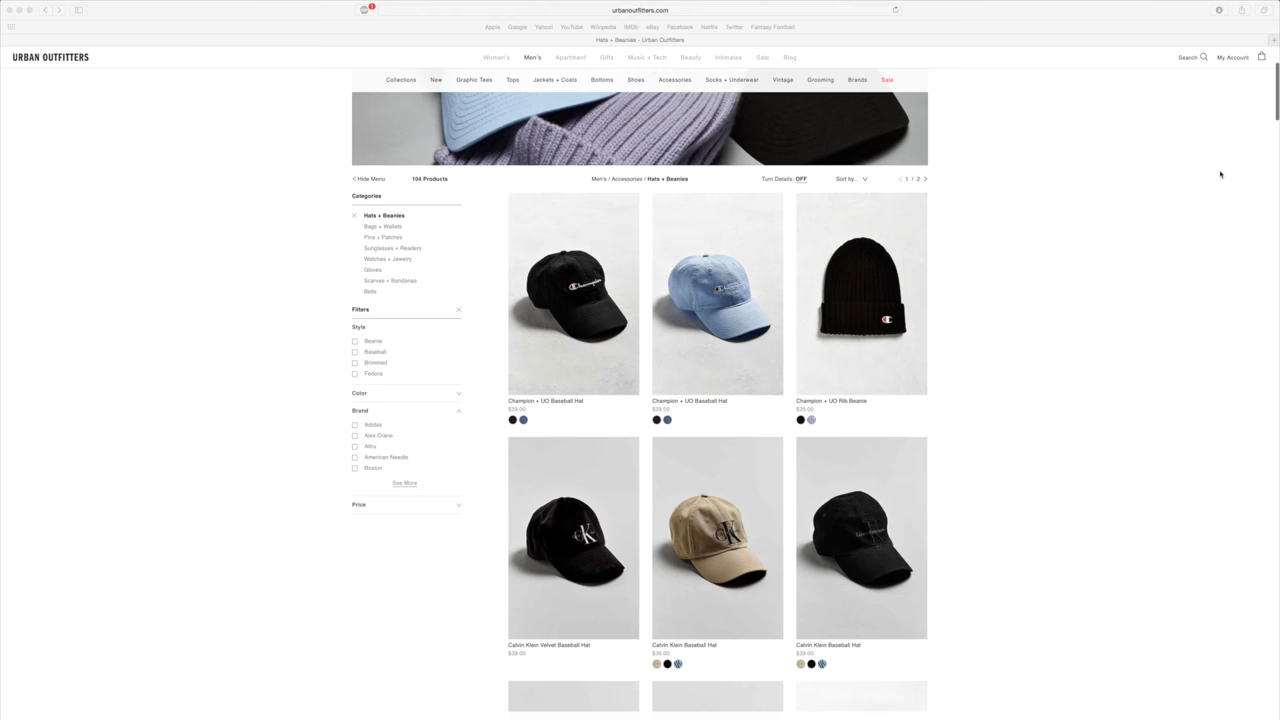 1
urbanoutfitters.com
Apple Google Yahoo! YouTube Wikipedia IMDb eBay Facebook Netflix Twitter Fantasy Football
Hats + Beanies - Urban Outfitters
URBAN OUTFITTERS Women's Men's Apartment Gifts Music + Tech Beauty Intimates Sale Blog Search My Account
Collections New Graphic Tees Tops Jackets + Coats Bottoms Shoes Accessories Socks + Underwear Vintage Grooming Brands Sale
Hide Menu 104 Products Men's / Accessories / Hats + Beanies Turn Details: OFF Sort by... 1 / 2
Categories
Hats + Beanies
Bags + Wallets
Pins + Patches
Sunglasses + Readers
Watches + Jewelry
Gloves
Scarves + Bandanas
Belts
Filters
Style
Beanie
Baseball
Brimmed
Fedora
Color
Brand
Adidas
Alex Crane
Altru
American Needle
Brixton
See More
Price
Champion
Champion
Champion + UO Baseball Hat Champion + UO Baseball Hat Champion + UO Rib Beanie
$29.00 $29.00 $25.00
CK
CK
Calvin Klein Velvet Baseball Hat Calvin Klein Baseball Hat Calvin Klein Baseball Hat
$39.00 $39.00 $39.00